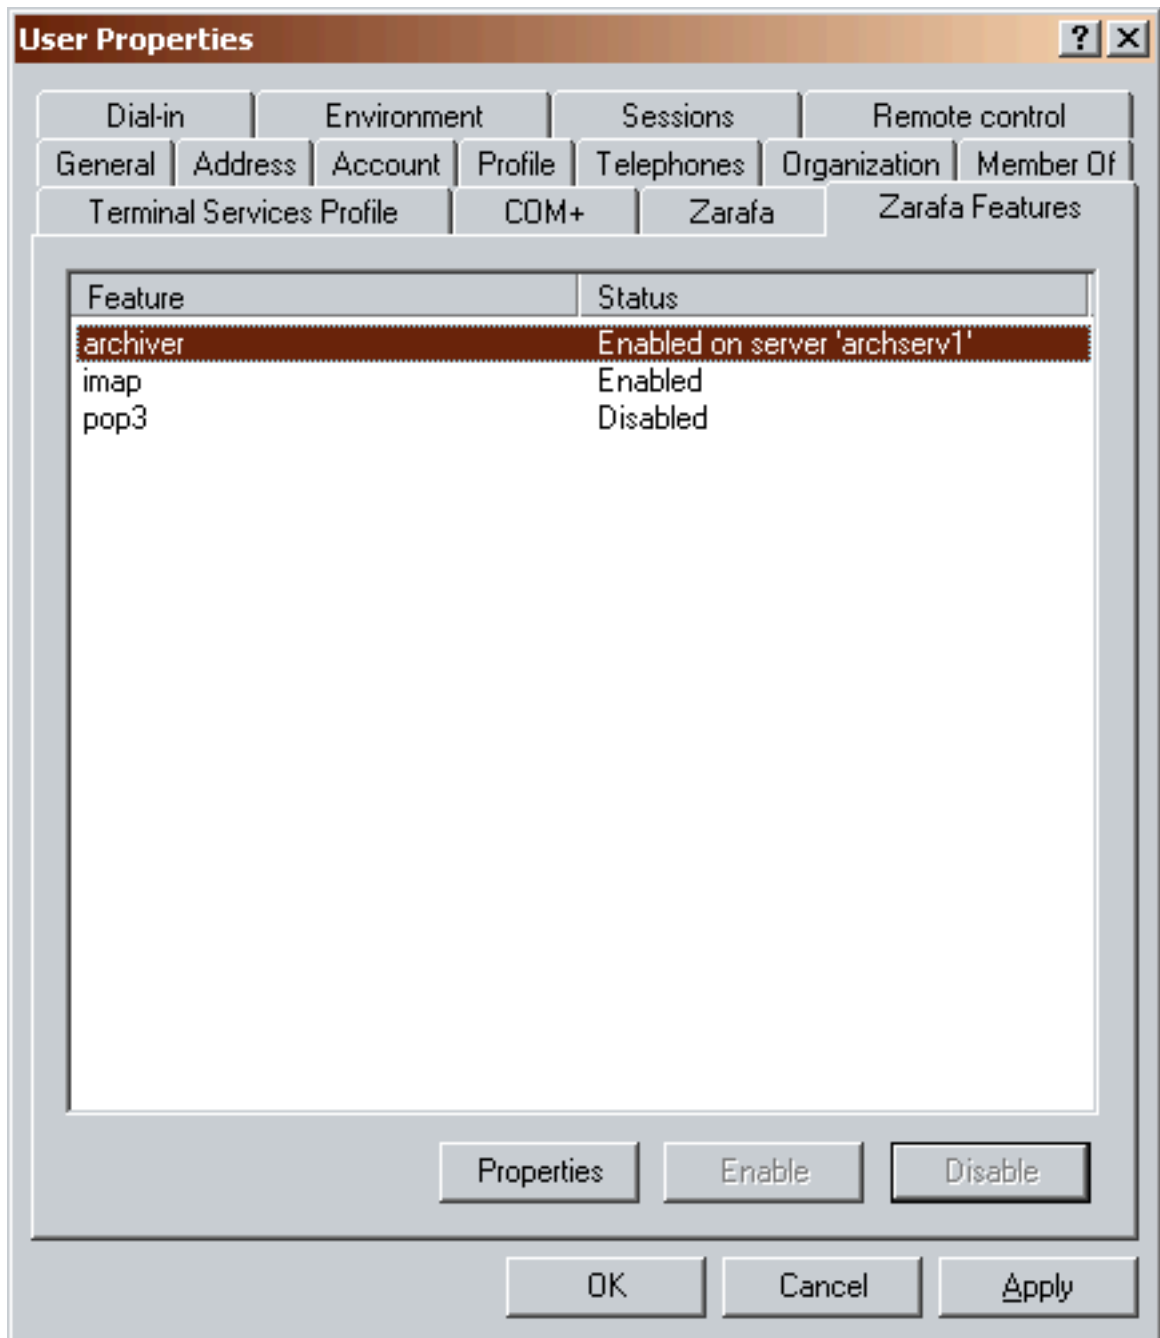 User Properties
Dial-in Environment Sessions Remote control
General Address Account Profile Telephones Organization Member Of
Terminal Services Profile COM+ Zarafa Zarafa Features
Feature Status
archiver Enabled on server 'archserv1'
imap Enabled
pop3 Disabled
Properties Enable Disable
OK Cancel Apply